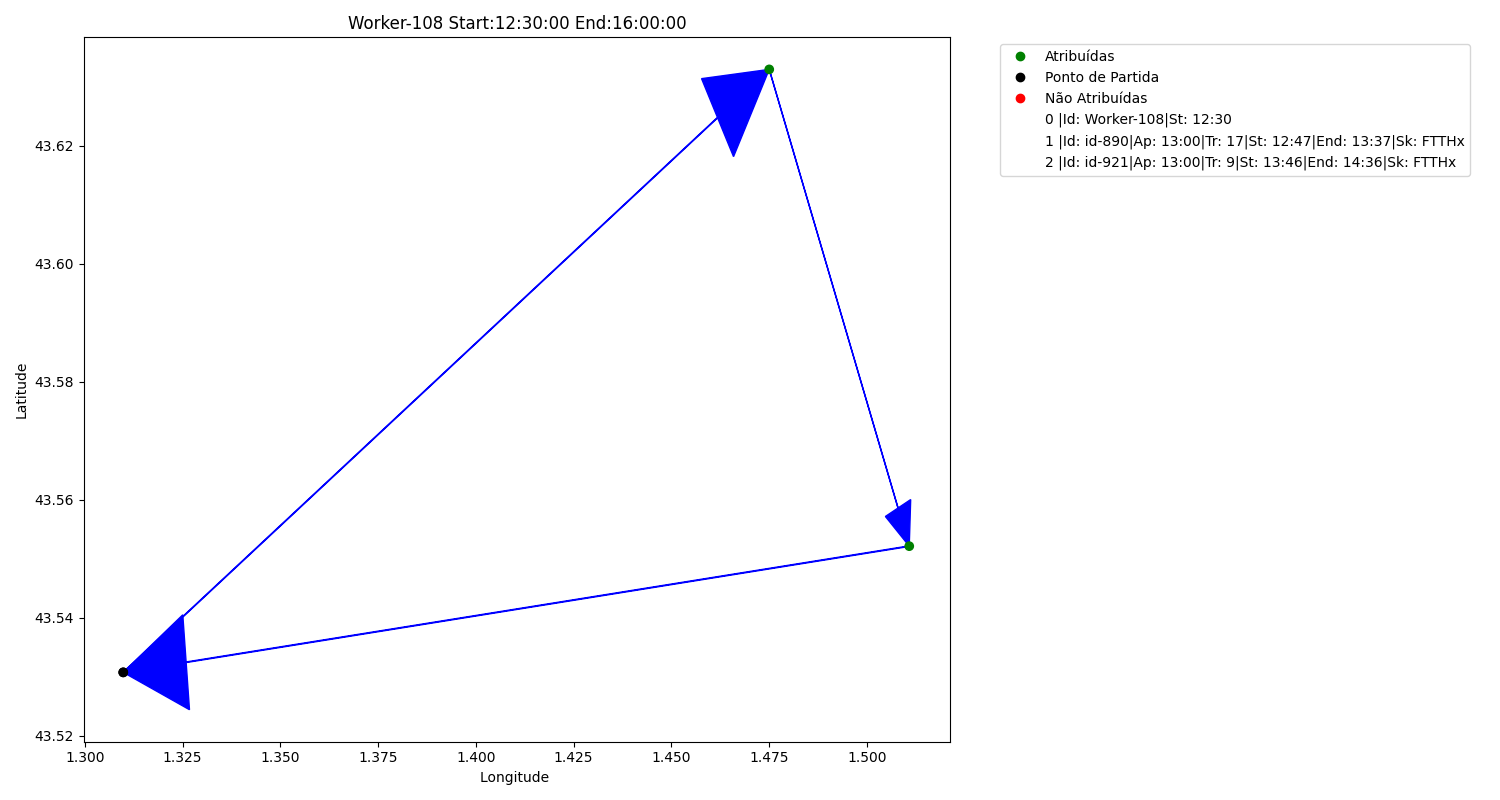 Worker-108 Start:12:30:00 End:16:00:00
Atribuídas
Ponto de Partida
Não Atribuídas
0 |Id: Worker-108|St: 12:30
1 |Id: id-890|Ap: 13:00|Tr: 17|St: 12:47|End: 13:37|Sk: FTTHx
2 |Id: id-921|Ap: 13:00|Tr: 9|St: 13:46|End: 14:36|Sk: FTTHx
Latitude
43.62
43.60
43.58
43.56
43.54
43.52
1.300 1.325 1.350 1.375 1.400 1.425 1.450 1.475 1.500
Longitude